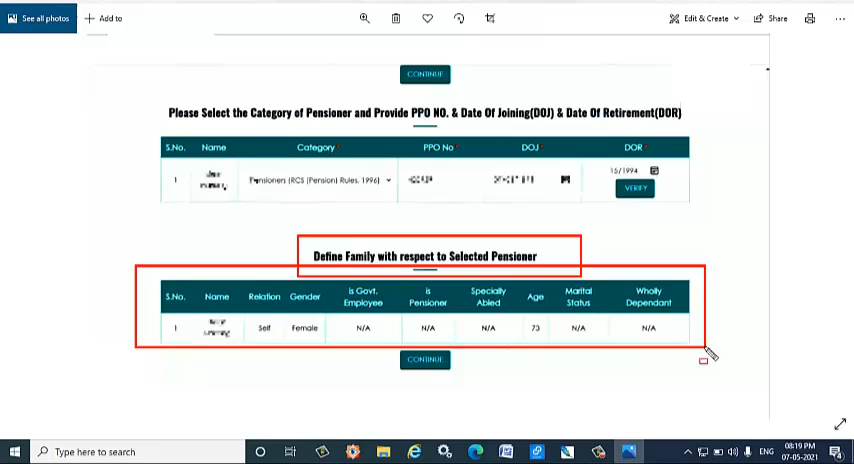 See all photos
Add to
Edit & Create
Share
CONTINUE
Please Select the Category of Pensioner and Provide PPO NO. & Date Of Joining(DOJ) & Date Of Retirement(DOR)
S.No. Name Category* PPO No* DOJ* DOR*
1 Pensioners (RCS (Pension) Rules, 1996) 15/1994
VERIFY
Define Family with respect to Selected Pensioner
S.No. Name Relation Gender is Govt. Employee is Pensioner Specially Abled Age Marital Status Wholly Dependant
1 Self Female N/A N/A N/A 73 N/A N/A
CONTINUE
Type here to search
ENG
08:19 PM
07-05-2021
4